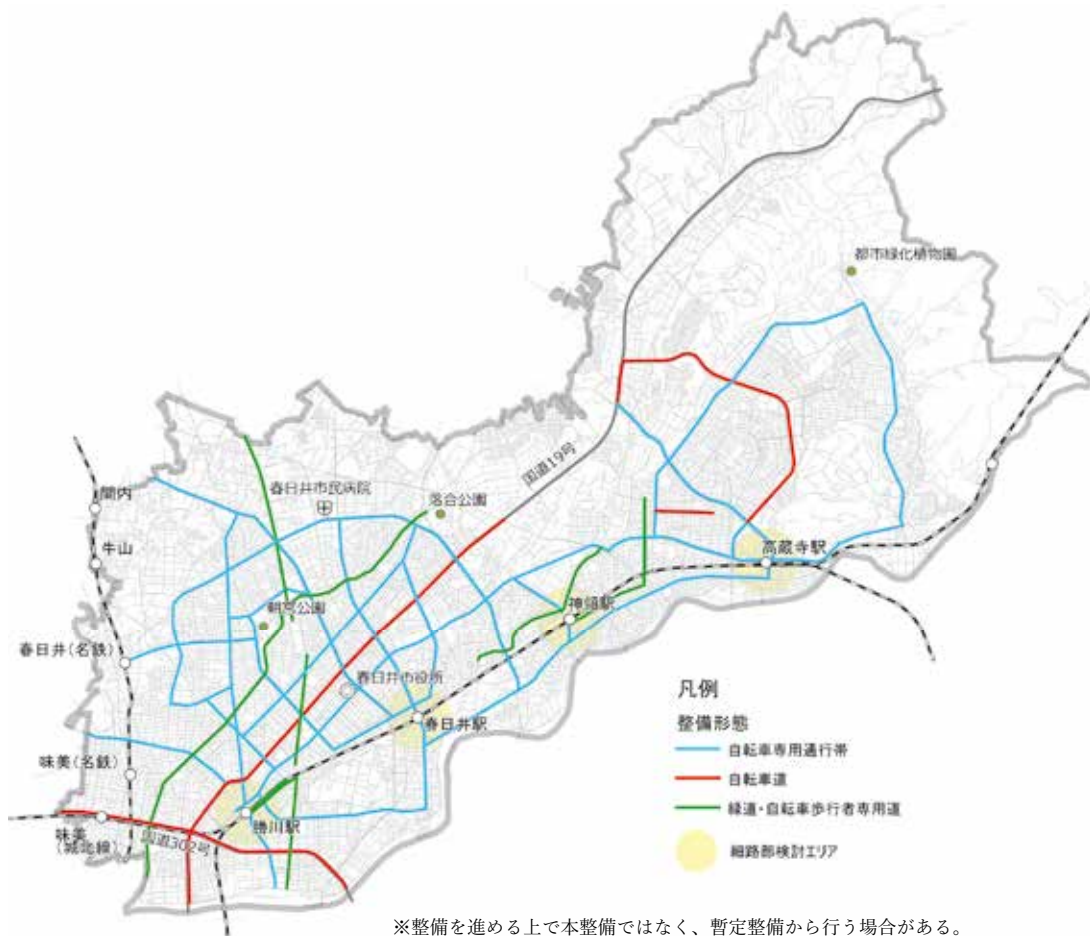 都市緑化植物園
国道19号
春日井市民病院
落合公園
間内
牛山
高蔵寺駅
朝宮公園
神領駅
春日井(名鉄)
春日井市役所
春日井駅
味美(名鉄)
勝川駅
味美
(城北線)
国道302号
凡例
整備形態
自転車専用通行帯
自転車道
緑道・自転車歩行者専用道
細路部検討エリア
※整備を進める上で本整備ではなく、暫定整備から行う場合がある。